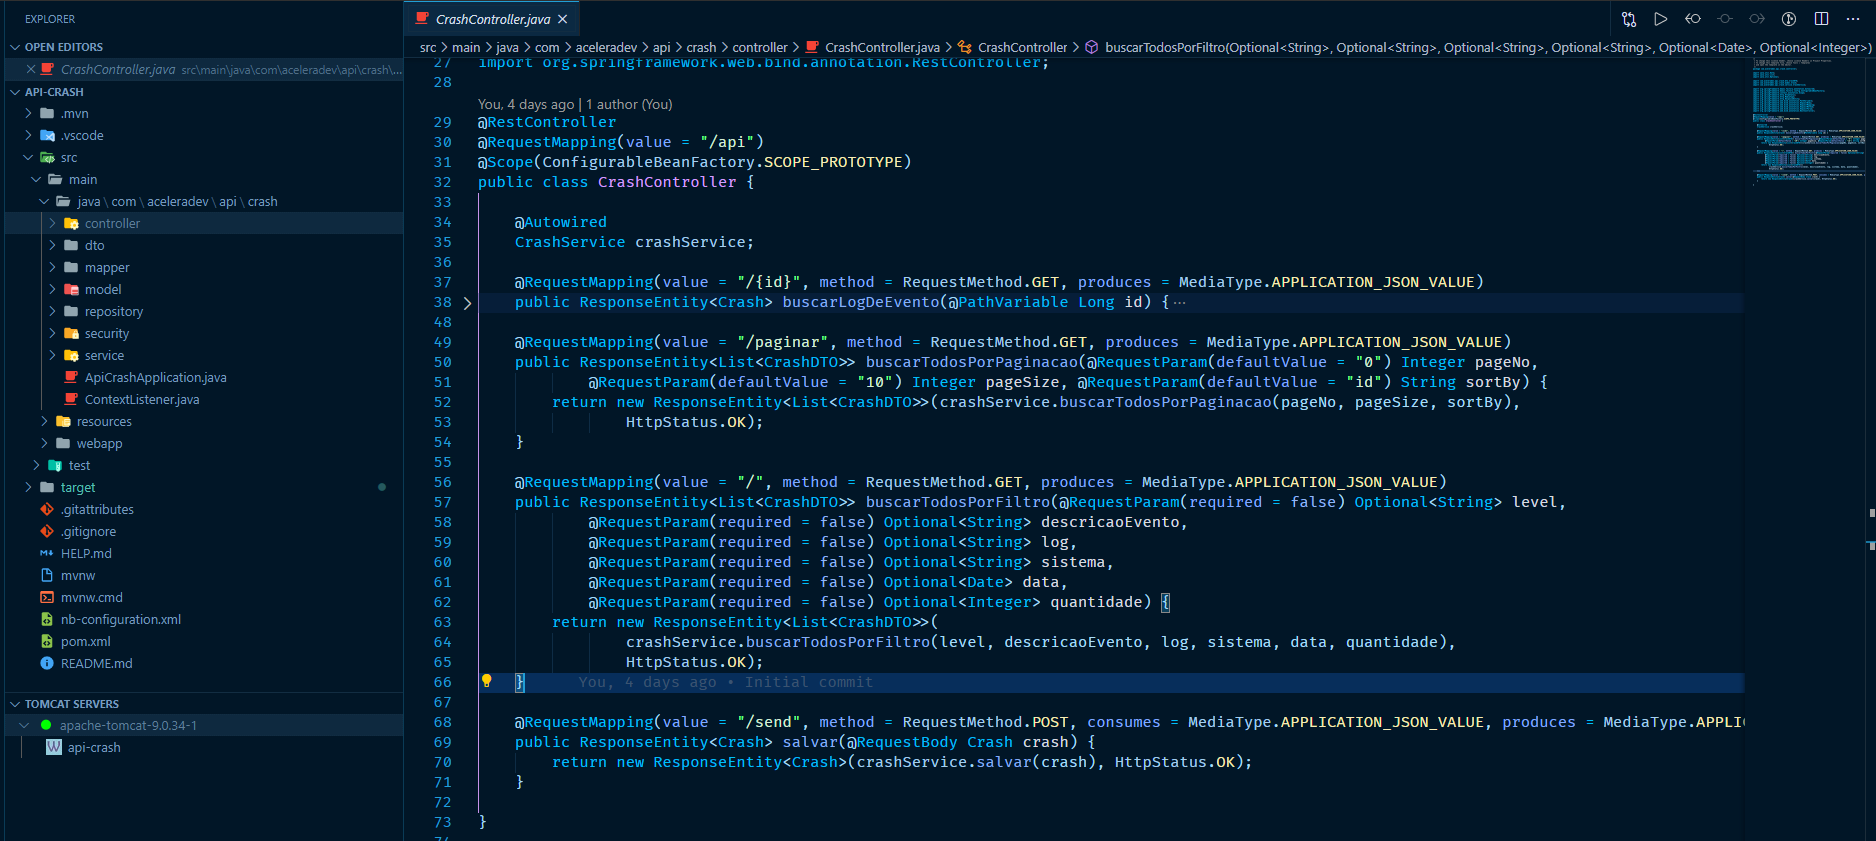 EXPLORER
OPEN EDITORS
CrashController.java src\main\java\com\aceleradev\api\crash\...
API-CRASH
.mvn
.vscode
src
main
java \ com \ aceleradev \ api \ crash
controller
dto
mapper
model
repository
security
service
ApiCrashApplication.java
ContextListener.java
resources
webapp
test
target
.gitattributes
.gitignore
HELP.md
mvnw
mvnw.cmd
nb-configuration.xml
pom.xml
README.md
TOMCAT SERVERS
apache-tomcat-9.0.34-1
api-crash
CrashController.java
src > main > java > com > aceleradev > api > crash > controller > CrashController.java > CrashController > buscarTodosPorFiltro(Optional<String>, Optional<String>, Optional<String>, Optional<String>, Optional<Date>, Optional<Integer>)
27 import org.springframework.web.bind.annotation.RestController;
28
You, 4 days ago | 1 author (You)
29 @RestController
30 @RequestMapping(value = "/api")
31 @Scope(ConfigurableBeanFactory.SCOPE_PROTOTYPE)
32 public class CrashController {
33
34 @Autowired
35 CrashService crashService;
36
37 @RequestMapping(value = "/{id}", method = RequestMethod.GET, produces = MediaType.APPLICATION_JSON_VALUE)
38 public ResponseEntity<Crash> buscarLogDeEvento(@PathVariable Long id) {···
48
49 @RequestMapping(value = "/paginar", method = RequestMethod.GET, produces = MediaType.APPLICATION_JSON_VALUE)
50 public ResponseEntity<List<CrashDTO>> buscarTodosPorPaginacao(@RequestParam(defaultValue = "0") Integer pageNo,
51 @RequestParam(defaultValue = "10") Integer pageSize, @RequestParam(defaultValue = "id") String sortBy) {
52 return new ResponseEntity<List<CrashDTO>>(crashService.buscarTodosPorPaginacao(pageNo, pageSize, sortBy),
53 HttpStatus.OK);
54 }
55
56 @RequestMapping(value = "/", method = RequestMethod.GET, produces = MediaType.APPLICATION_JSON_VALUE)
57 public ResponseEntity<List<CrashDTO>> buscarTodosPorFiltro(@RequestParam(required = false) Optional<String> level,
58 @RequestParam(required = false) Optional<String> descricaoEvento,
59 @RequestParam(required = false) Optional<String> log,
60 @RequestParam(required = false) Optional<String> sistema,
61 @RequestParam(required = false) Optional<Date> data,
62 @RequestParam(required = false) Optional<Integer> quantidade) {
63 return new ResponseEntity<List<CrashDTO>>(
64 crashService.buscarTodosPorFiltro(level, descricaoEvento, log, sistema, data, quantidade),
65 HttpStatus.OK);
66 } You, 4 days ago • Initial commit
67
68 @RequestMapping(value = "/send", method = RequestMethod.POST, consumes = MediaType.APPLICATION_JSON_VALUE, produces = MediaType.APPLIC
69 public ResponseEntity<Crash> salvar(@RequestBody Crash crash) {
70 return new ResponseEntity<Crash>(crashService.salvar(crash), HttpStatus.OK);
71 }
72
73 }